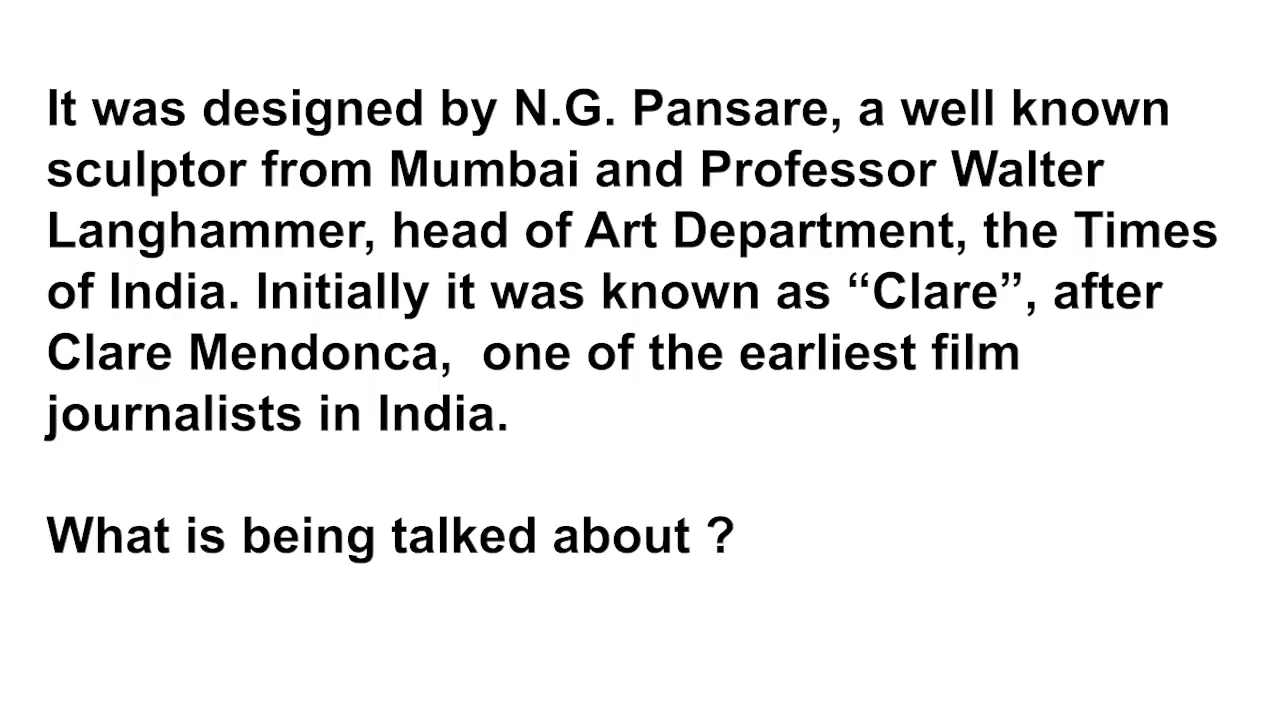 It was designed by N.G. Pansare, a well known
sculptor from Mumbai and Professor Walter
Langhammer, head of Art Department, the Times
of India. Initially it was known as “Clare”, after
Clare Mendonca,  one of the earliest film
journalists in India.
What is being talked about ?